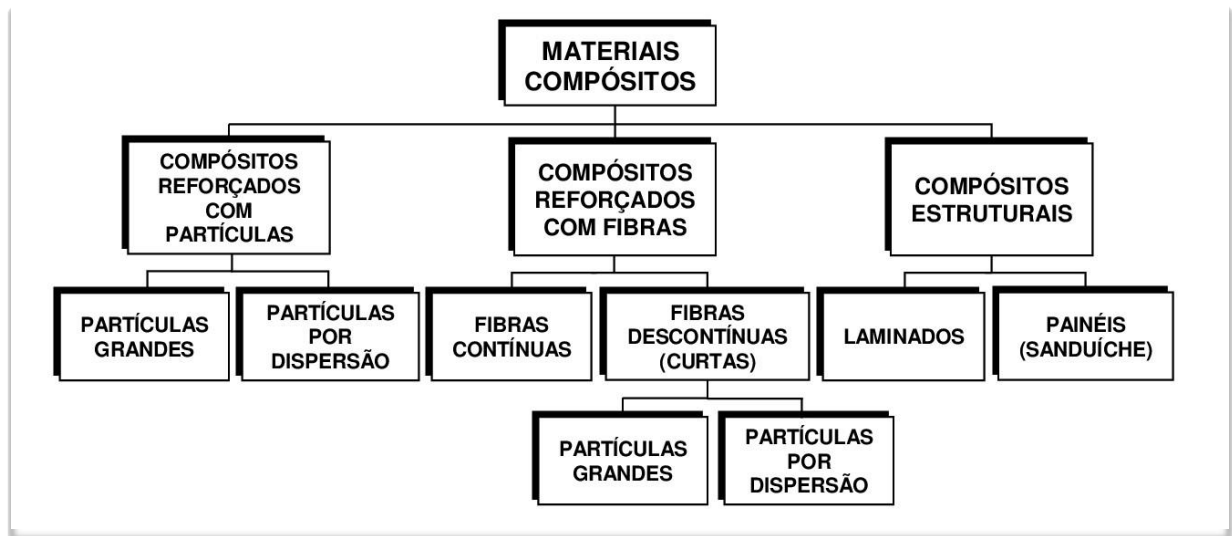 MATERIAIS
COMPÓSITOS
COMPÓSITOS
REFORÇADOS
COM
PARTÍCULAS
COMPÓSITOS
REFORÇADOS
COM FIBRAS
COMPÓSITOS
ESTRUTURAIS
PARTÍCULAS
GRANDES
PARTÍCULAS
POR
DISPERSÃO
FIBRAS
CONTÍNUAS
FIBRAS
DESCONTÍNUAS
(CURTAS)
LAMINADOS
PAINÉIS
(SANDUÍCHE)
PARTÍCULAS
GRANDES
PARTÍCULAS
POR
DISPERSÃO